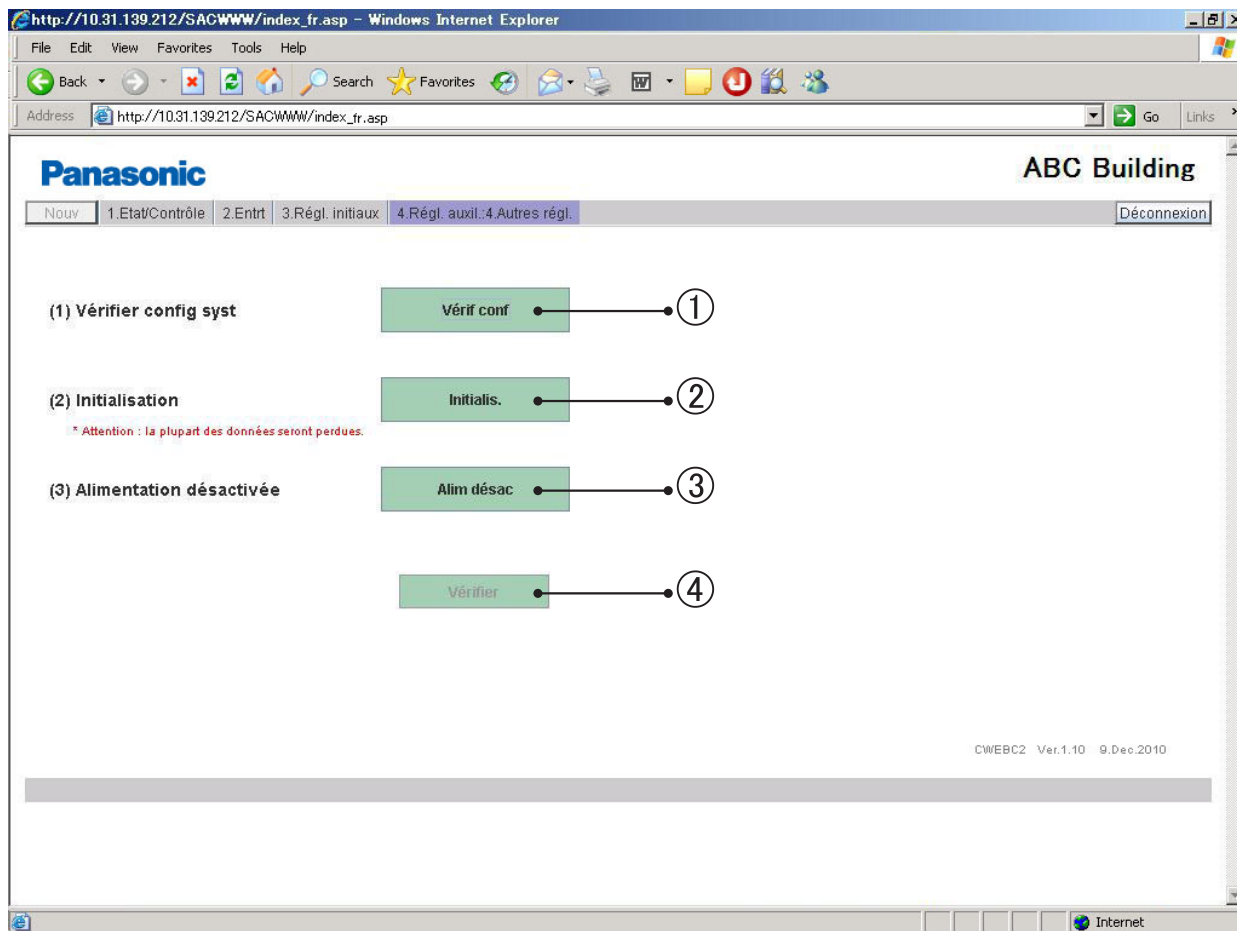 http://10.31.139.212/SACWWW/index_fr.asp - Windows Internet Explorer
File Edit View Favorites Tools Help
Back Search Favorites
Address http://10.31.139.212/SACWWW/index_fr.asp Go Links
Panasonic
ABC Building
Nouv 1.Etat/Contrôle 2.Entrt 3.Régl. initiaux 4.Régl. auxil.:4.Autres régl. Déconnexion
(1) Vérifier config syst Vérif conf ①
(2) Initialisation Initialis. ②
* Attention : la plupart des données seront perdues.
(3) Alimentation désactivée Alim désac ③
Vérifier ④
CWEBC2 Ver.1.10 9.Dec.2010
Internet